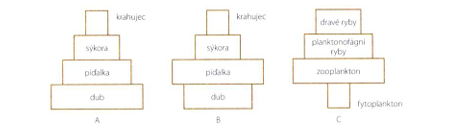 krahujec
sýkora
píďalka
dub
A
krahujec
sýkora
píďalka
dub
B
dravé ryby
planktonofágní
ryby
zooplankton
fytoplankton
C